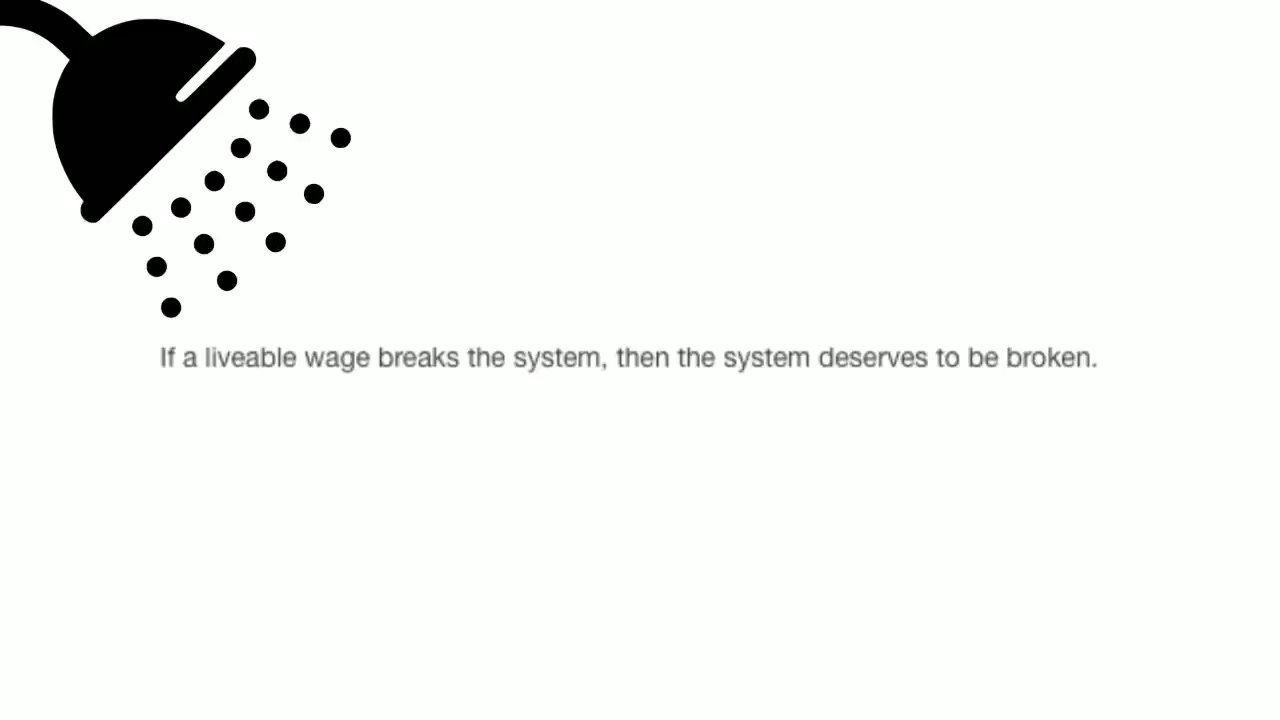 If a liveable wage breaks the system, then the system deserves to be broken.